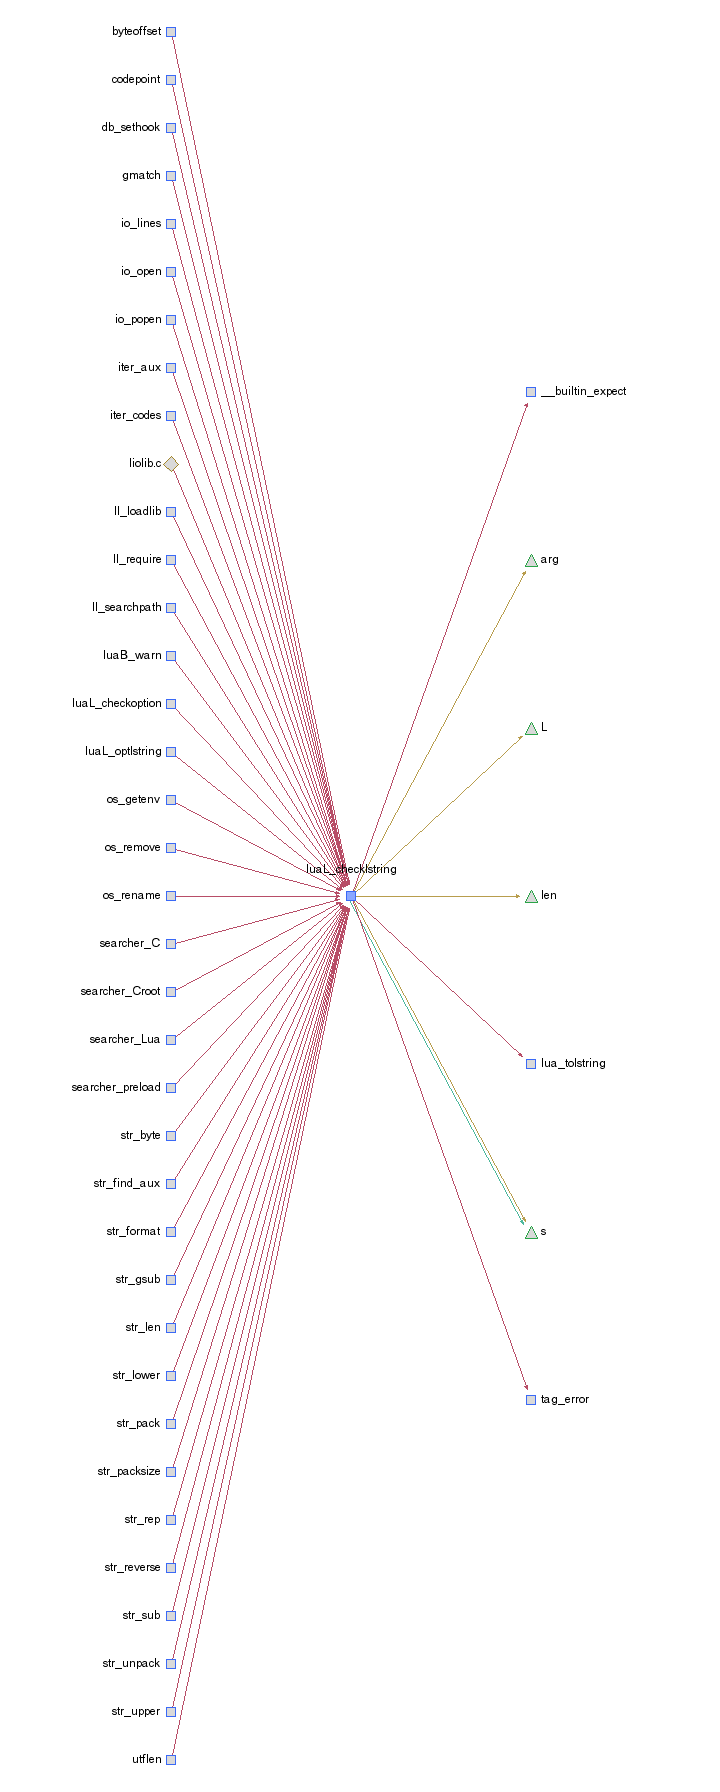 byteoffset
codepoint
db_sethook
gmatch
io_lines
io_open
io_popen
iter_aux
__builtin_expect
iter_codes
liolib.c
ll_loadlib
ll_require
arg
ll_searchpath
luaB_warn
luaL_checkoption
L
luaL_optlstring
os_getenv
os_remove
luaL_checklstring
os_rename
len
searcher_C
searcher_Croot
searcher_Lua
lua_tolstring
searcher_preload
str_byte
str_find_aux
str_format
s
str_gsub
str_len
str_lower
tag_error
str_pack
str_packsize
str_rep
str_reverse
str_sub
str_unpack
str_upper
utflen